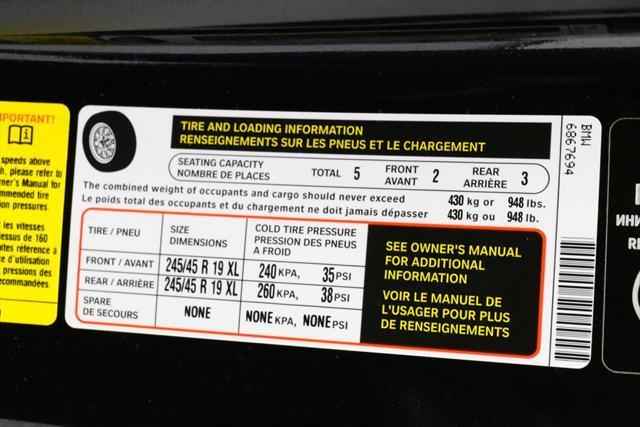 PORTANT!
speeds above
h, please refer to
ner's Manual for
mmended tire
ion pressures.
les vitesses
dessus de 160
tes référence à
e d'utilisation
pressions des
ecommandées.
TIRE AND LOADING INFORMATION
RENSEIGNEMENTS SUR LES PNEUS ET LE CHARGEMENT
SEATING CAPACITY
NOMBRE DE PLACES
TOTAL 5
FRONT
AVANT 2
REAR
ARRIÈRE 3
The combined weight of occupants and cargo should never exceed 430 kg or 948 lbs.
Le poids total des occupants et du chargement ne doit jamais dépasser 430 kg ou 948 lb.
TIRE / PNEU
SIZE
DIMENSIONS
COLD TIRE PRESSURE
PRESSION DES PNEUS
A FROID
FRONT / AVANT 245/45 R 19 XL 240 KPA, 35 PSI
REAR / ARRIÈRE 245/45 R 19 XL 260 KPA, 38 PSI
SPARE
DE SECOURS
NONE NONE KPA, NONE PSI
SEE OWNER'S MANUAL
FOR ADDITIONAL
INFORMATION
VOIR LE MANUEL DE
L'USAGER POUR PLUS
DE RENSEIGNEMENTS
BMW
6867694
ИНИ
RE